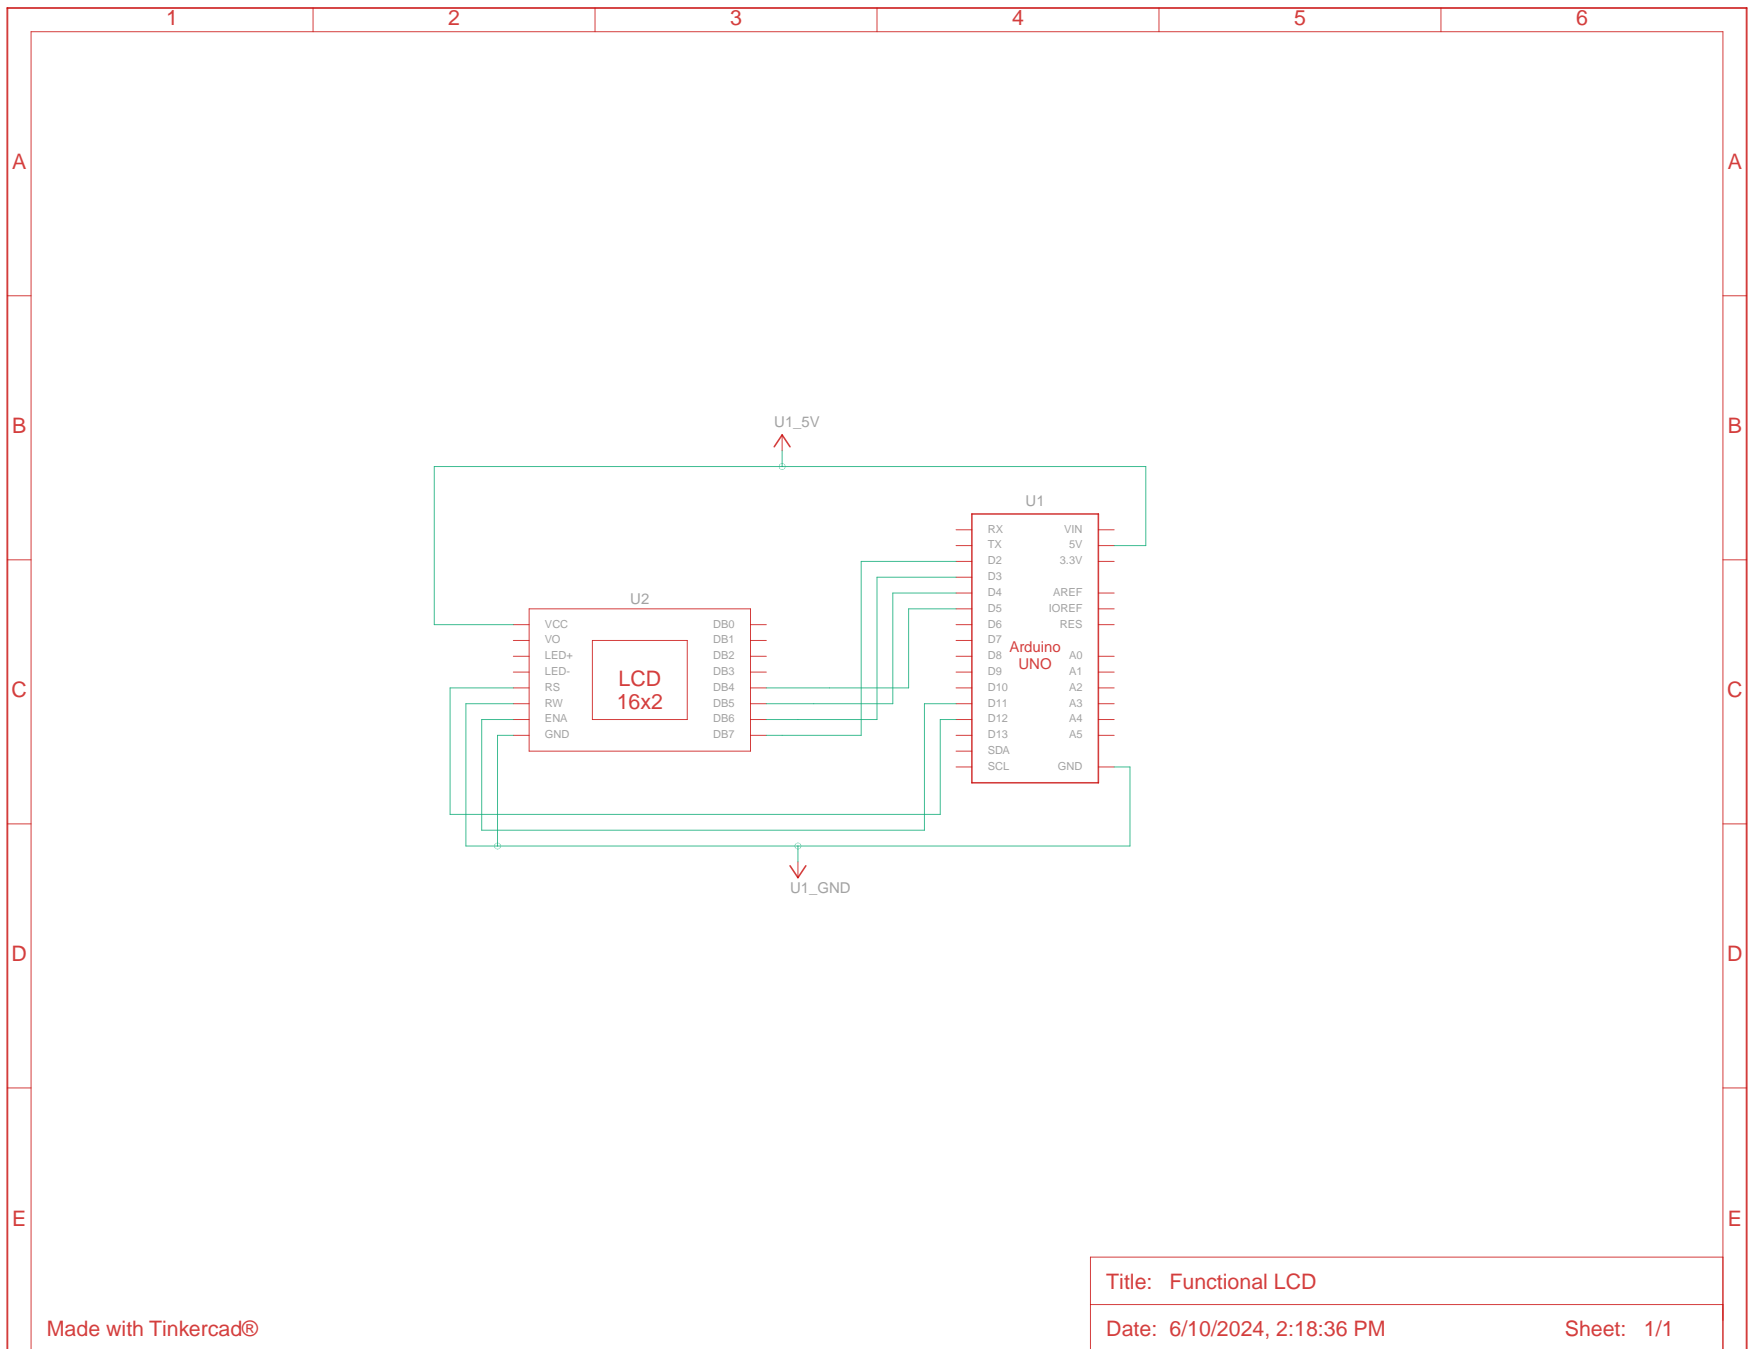 1 2 3 4 5 6
A A
B B
C C
D D
E E
U1_5V
U1
RX VIN
TX 5V
D2 3.3V
D3
D4 AREF
D5 IOREF
D6 RES
D7
D8 A0
D9 A1
D10 A2
D11 A3
D12 A4
D13 A5
SDA
SCL GND
Arduino
UNO
U2
VCC DB0
VO DB1
LED+ DB2
LED- DB3
RS DB4
RW DB5
ENA DB6
GND DB7
LCD
16x2
U1_GND
Title: Functional LCD
Made with Tinkercad®
Date: 6/10/2024, 2:18:36 PM Sheet: 1/1